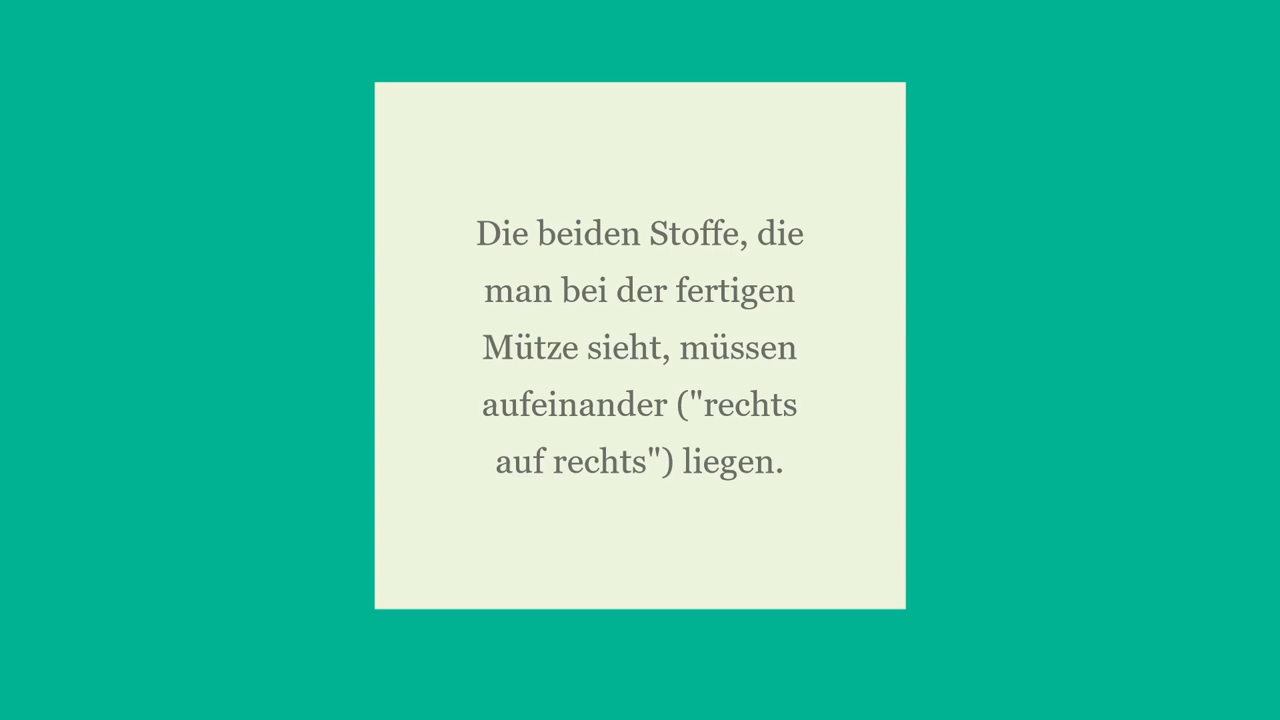 Die beiden Stoffe, die
man bei der fertigen
Mütze sieht, müssen
aufeinander ("rechts
auf rechts") liegen.